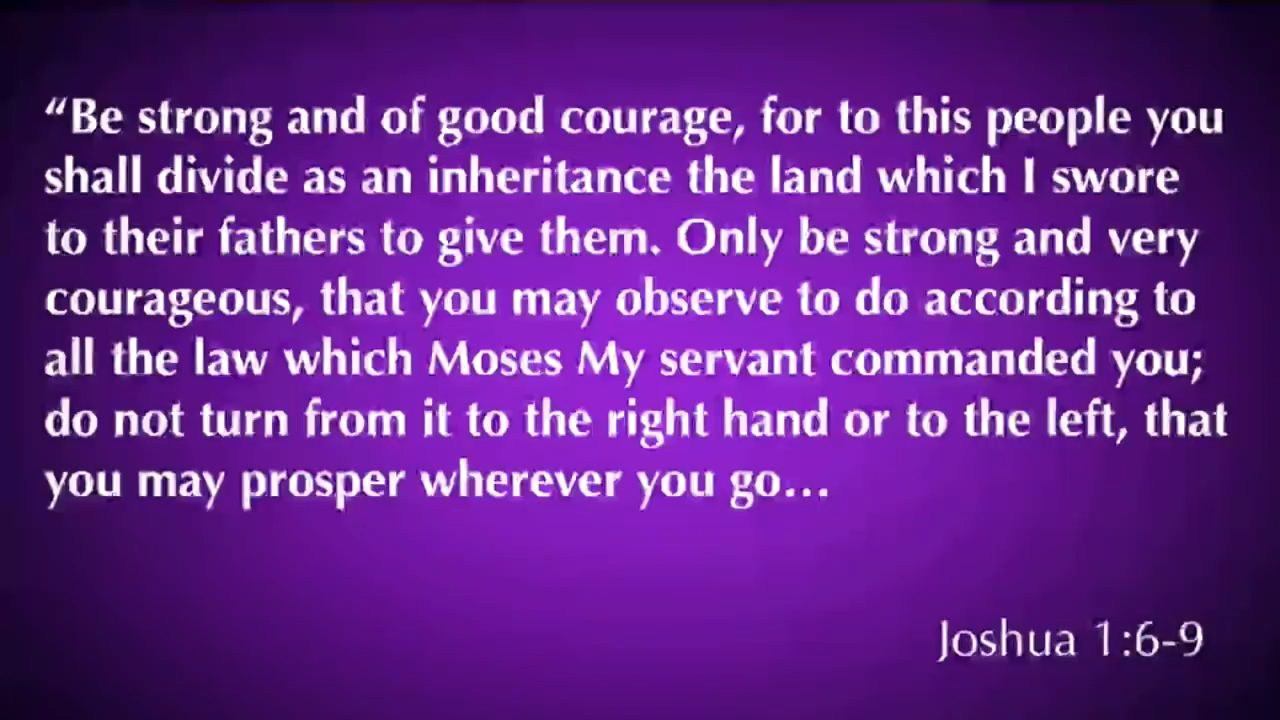 “Be strong and of good courage, for to this people you
shall divide as an inheritance the land which I swore
to their fathers to give them. Only be strong and very
courageous, that you may observe to do according to
all the law which Moses My servant commanded you;
do not turn from it to the right hand or to the left, that
you may prosper wherever you go…
Joshua 1:6-9